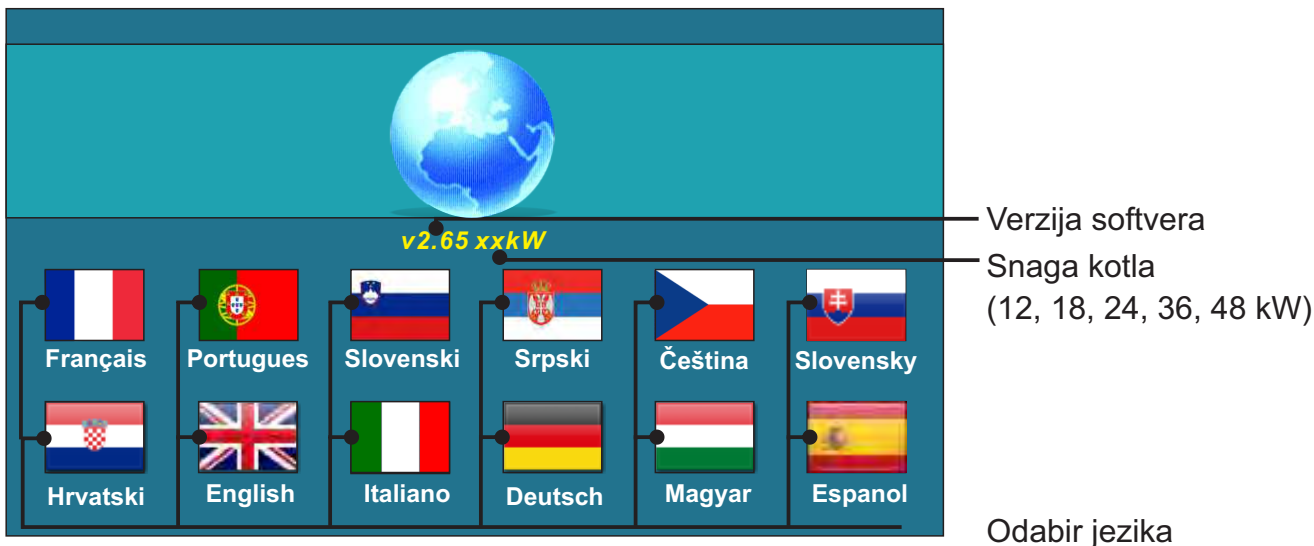 v2.65 xxkW
Verzija softvera
Snaga kotla
(12, 18, 24, 36, 48 kW)
Français Portugues Slovenski Srpski Čeština Slovensky
Hrvatski English Italiano Deutsch Magyar Espanol
Odabir jezika